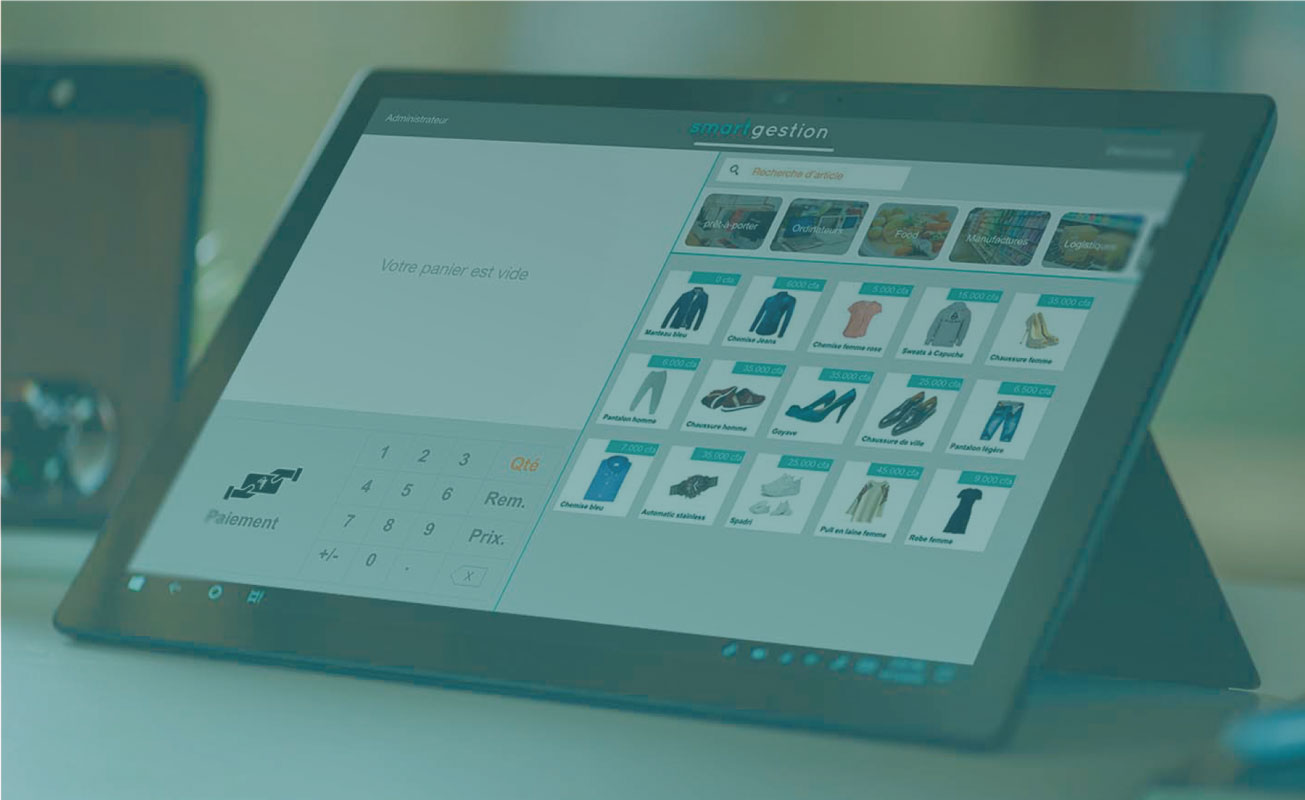 Administrateur
smartgestion
Recherche d'article
prêt-à-porter
Ordinateurs
Food
Manufactures
Logistiques
Votre panier est vide
0 cfa
6000 cfa
5.000 cfa
15.000 cfa
35.000 cfa
Manteau bleu
Chemise Jeans
Chemise femme rose
Sweats à Capuche
Chaussure femme
6.000 cfa
35.000 cfa
35.000 cfa
25.000 cfa
6.500 cfa
Pantalon homme
Chaussure homme
Goyave
Chaussure de ville
Pantalon légère
7.000 cfa
35.000 cfa
25.000 cfa
45.000 cfa
9.000 cfa
Chemise bleu
Automatic stainless
Spadri
Pull en laine femme
Robe femme
Paiement
1 2 3 Qté
4 5 6 Rem.
7 8 9 Prix.
+/- 0 . X